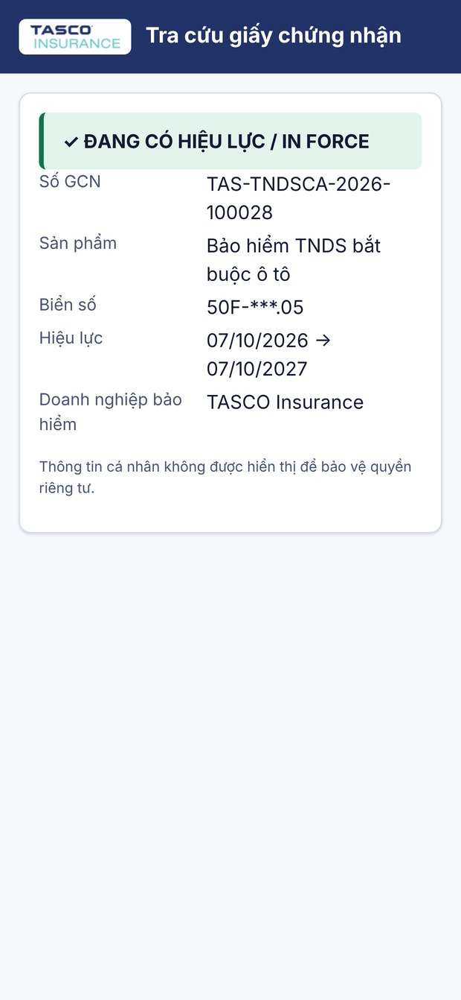 TASCO
INSURANCE
Tra cứu giấy chứng nhận
✓ ĐANG CÓ HIỆU LỰC / IN FORCE
Số GCN
TAS-TNDSCA-2026-
100028
Sản phẩm
Bảo hiểm TNDS bắt
buộc ô tô
Biển số
50F-***.05
Hiệu lực
07/10/2026 →
07/10/2027
Doanh nghiệp bảo
hiểm
TASCO Insurance
Thông tin cá nhân không được hiển thị để bảo vệ quyền
riêng tư.